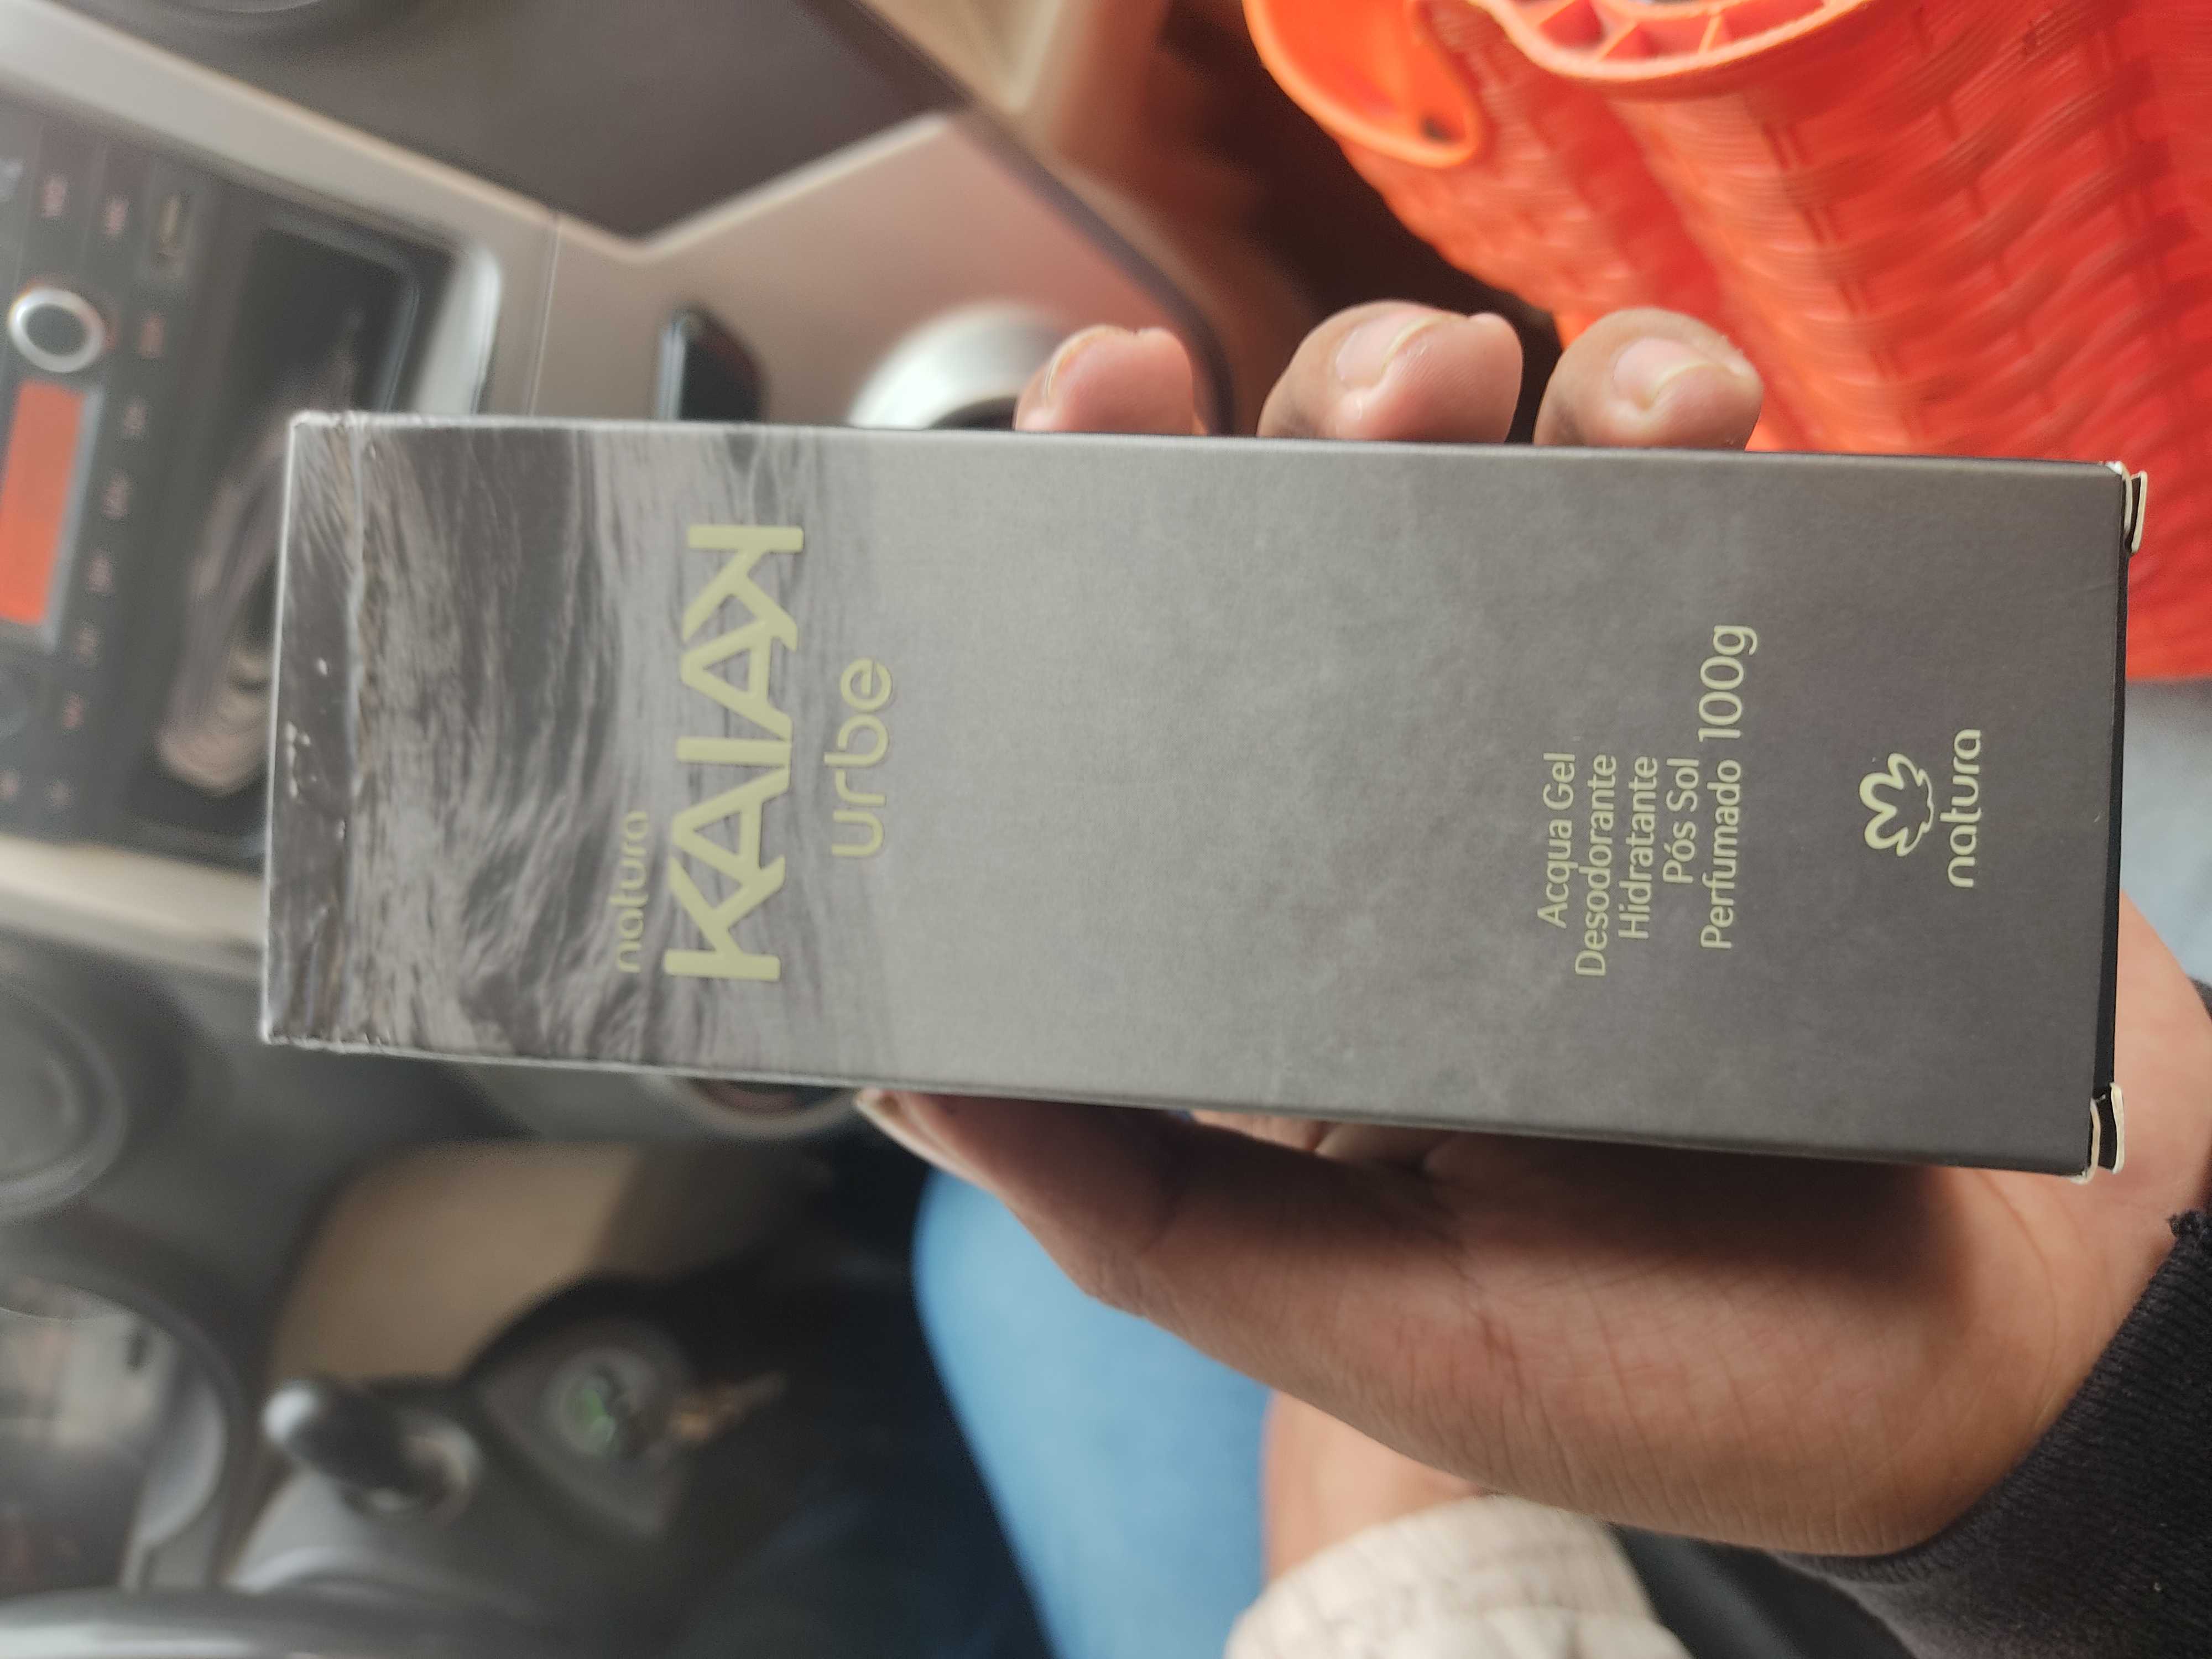 natura
KAIAK
urbe
Acqua Gel
Desodorante
Hidratante
Pós Sol
Perfumado 100g
natura